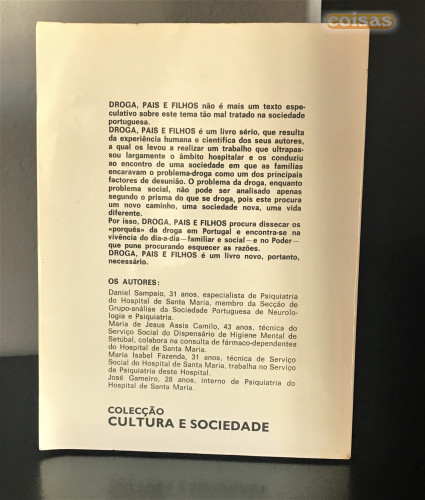 coisas
DROGA, PAIS E FILHOS não é mais um texto espe-
culativo sobre este tema tão mal tratado na sociedade
portuguesa.
DROGA, PAIS E FILHOS é um livro sério, que resulta
da experiência humana e científica dos seus autores,
a qual os levou a realizar um trabalho que ultrapas-
sou largamente o âmbito hospitalar e os conduziu
ao encontro de uma sociedade em que as famílias
encaravam o problema-droga como um dos principais
factores de desunião. O problema da droga, enquanto
problema social, não pode ser analisado apenas
segundo o prisma do que se droga, pois este procura
um novo caminho, uma sociedade nova, uma vida
diferente.
Por isso, DROGA, PAIS E FILHOS procura dissecar os
«porquês» da droga em Portugal e encontra-se na
vivência do dia-a-dia—familiar e social—e no Poder—
que pune procurando esquecer as razões.
DROGA, PAIS E FILHOS é um livro novo, portanto,
necessário.
OS AUTORES:
Daniel Sampaio, 31 anos, especialista de Psiquiatria
do Hospital de Santa Maria, membro da Secção de
Grupo-análise da Sociedade Portuguesa de Neurolo-
logia e Psiquiatria.
Maria de Jesus Assis Camilo, 43 anos, técnica do
Serviço Social do Dispensário de Higiene Mental de
Setúbal, colabora na consulta de fármaco-dependentes
do Hospital de Santa Maria.
Maria Isabel Fazenda, 31 anos, técnica de Serviço
Social do Hospital de Santa Maria, trabalha no Serviço
de Psiquiatria deste Hospital.
José Gameiro, 28 anos, interno de Psiquiatria do
Hospital de Santa Maria.
COLECÇÃO
CULTURA E SOCIEDADE